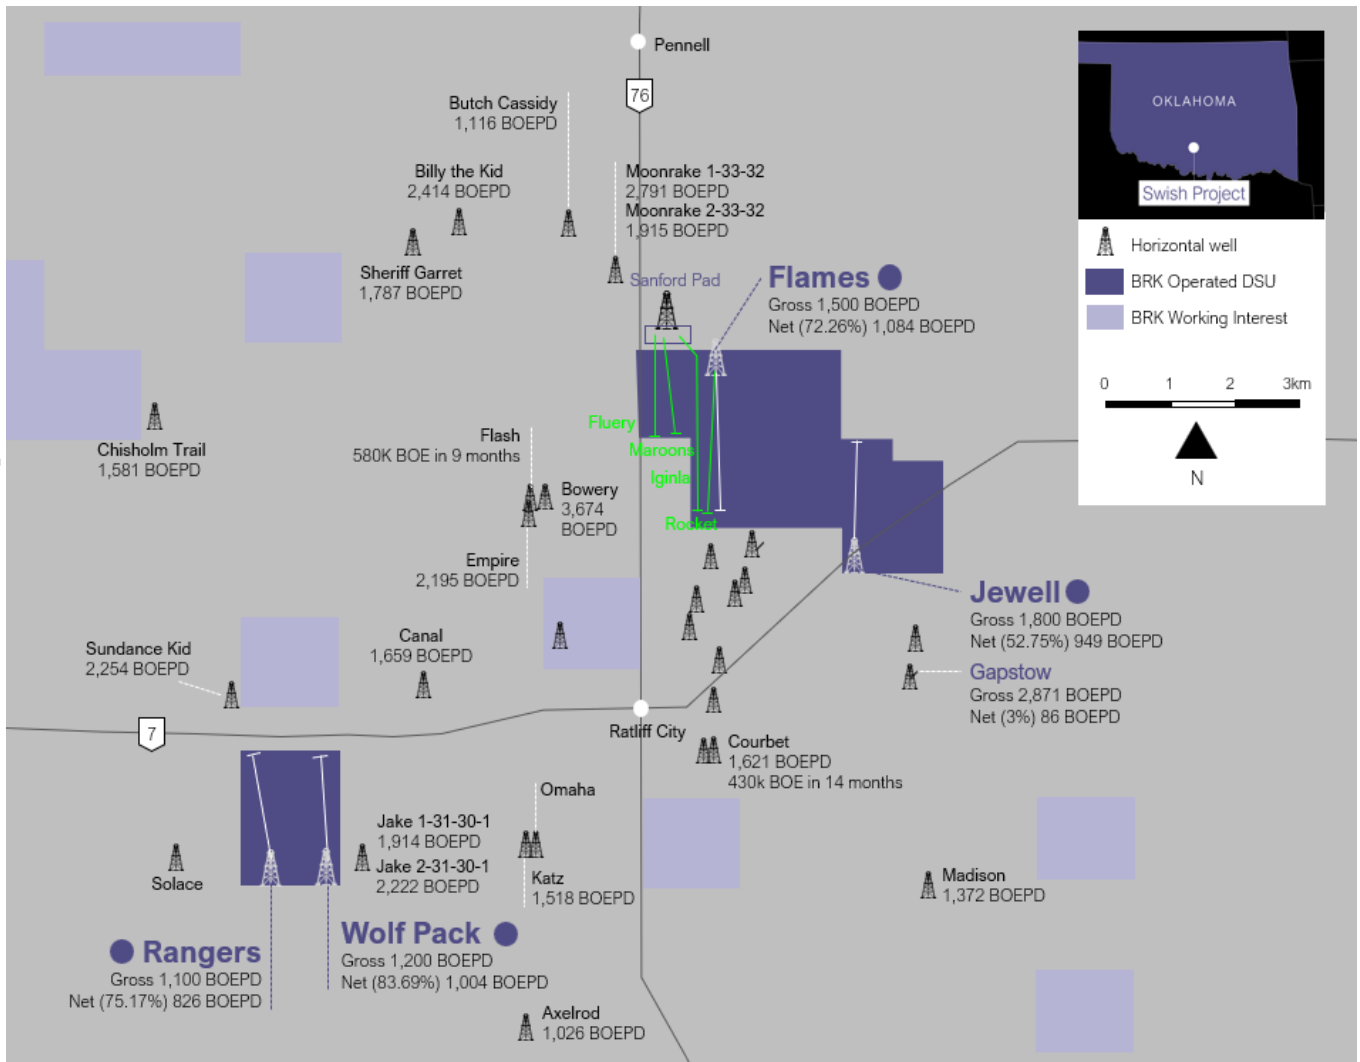 Pennell
76
Butch Cassidy
1,116 BOEPD
Billy the Kid
2,414 BOEPD
Moonrake 1-33-32
2,791 BOEPD
Moonrake 2-33-32
1,915 BOEPD
Sheriff Garret
1,787 BOEPD
Sanford Pad
Flames
Gross 1,500 BOEPD
Net (72.26%) 1,084 BOEPD
OKLAHOMA
Swish Project
Horizontal well
BRK Operated DSU
BRK Working Interest
0 1 2 3km
N
Chisholm Trail
1,581 BOEPD
Flash
580K BOE in 9 months
Fluery
Maroons
Iginla
Rocket
Bowery
3,674
BOEPD
Empire
2,195 BOEPD
Jewell
Gross 1,800 BOEPD
Net (52.75%) 949 BOEPD
Gapstow
Gross 2,871 BOEPD
Net (3%) 86 BOEPD
Sundance Kid
2,254 BOEPD
Canal
1,659 BOEPD
7
Ratliff City
Courbet
1,621 BOEPD
430k BOE in 14 months
Omaha
Jake 1-31-30-1
1,914 BOEPD
Jake 2-31-30-1
2,222 BOEPD
Katz
1,518 BOEPD
Solace
Madison
1,372 BOEPD
Rangers
Gross 1,100 BOEPD
Net (75.17%) 826 BOEPD
Wolf Pack
Gross 1,200 BOEPD
Net (83.69%) 1,004 BOEPD
Axelrod
1,026 BOEPD